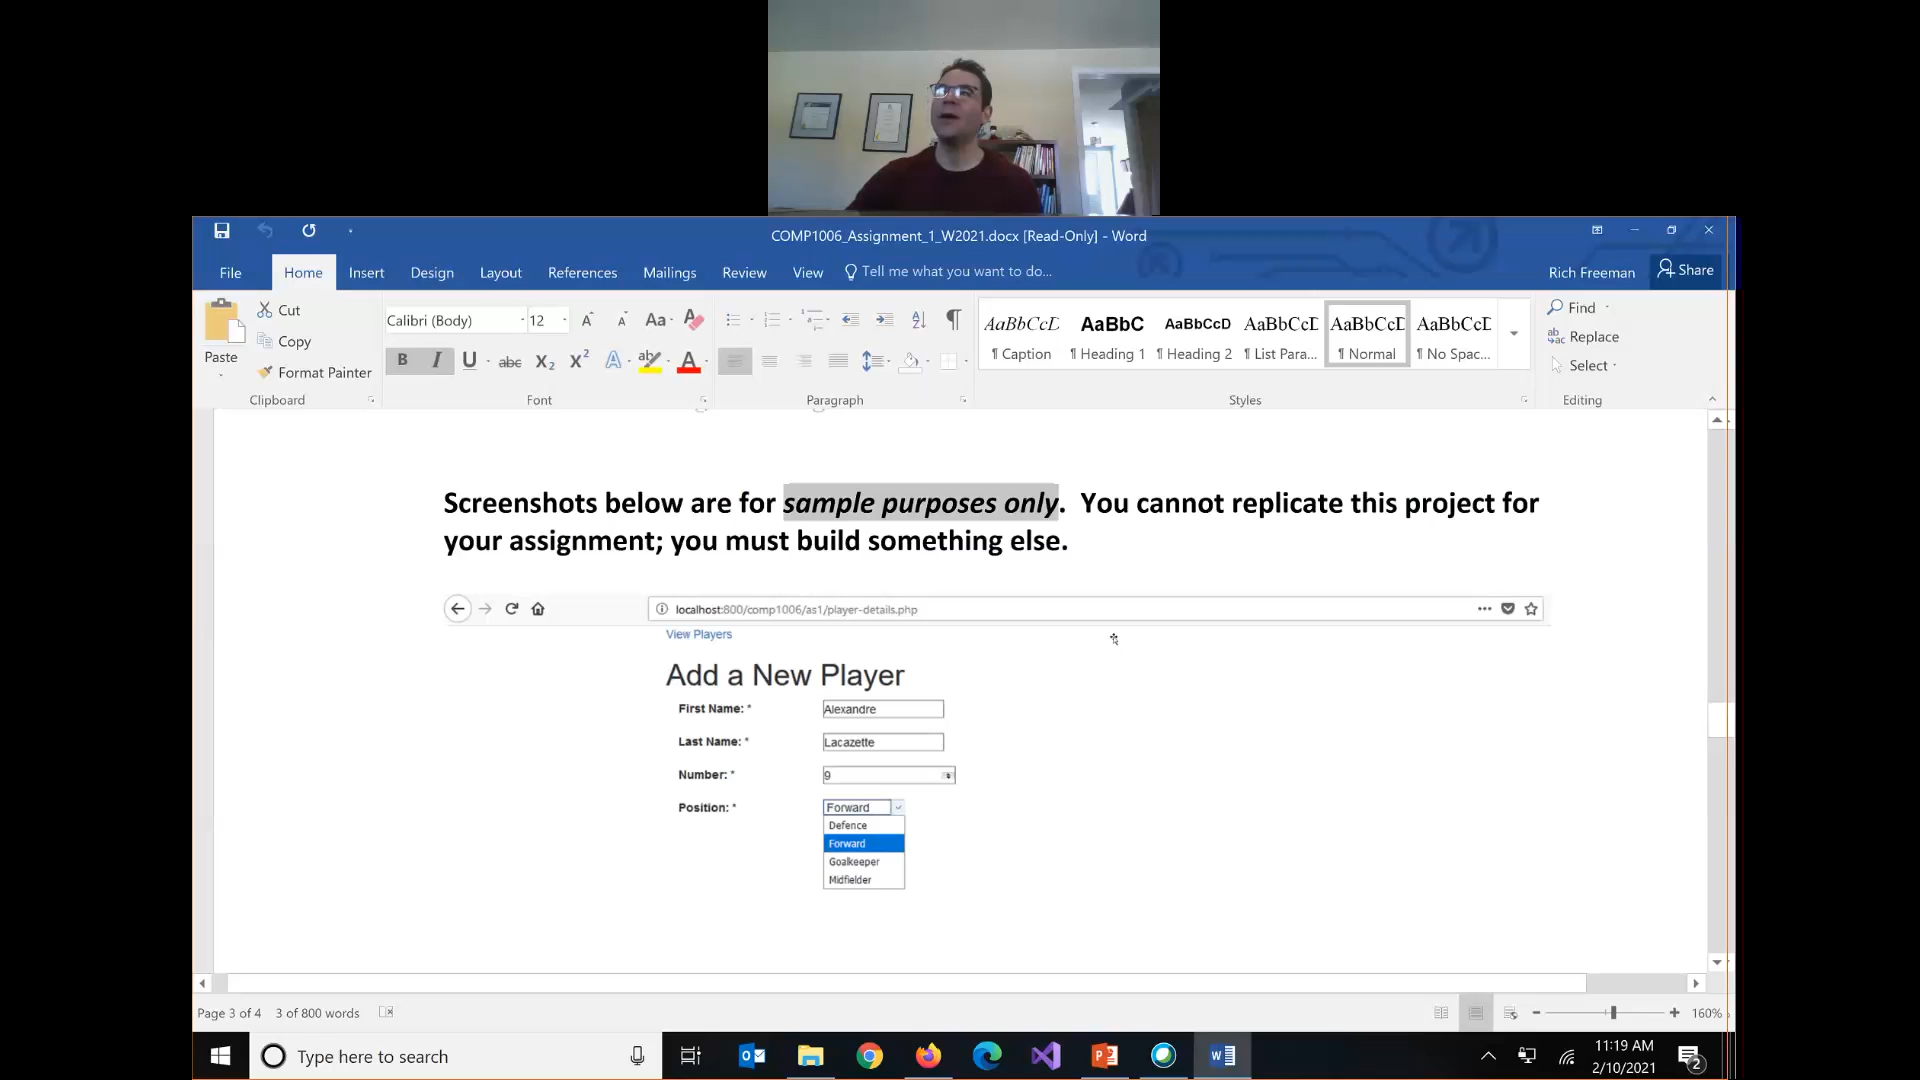 COMP1006_Assignment_1_W2021.docx [Read-Only] - Word
File Home Insert Design Layout References Mailings Review View Tell me what you want to do... Rich Freeman Share
Paste
Cut
Copy
Format Painter
Clipboard
Calibri (Body) 12
Font
Paragraph
AaBbCcL AaBbC AaBbCcD AaBbCcDc AaBbCcDc AaBbCcDc
¶ Caption ¶ Heading 1 ¶ Heading 2 ¶ List Para... ¶ Normal ¶ No Spac...
Styles
Find
Replace
Select
Editing
Screenshots below are for sample purposes only. You cannot replicate this project for
your assignment; you must build something else.
localhost:800/comp1006/as1/player-details.php
View Players
Add a New Player
First Name: * Alexandre
Last Name: * Lacazette
Number: * 9
Position: * Forward
Defence
Forward
Goalkeeper
Midfielder
Page 3 of 4 3 of 800 words
160%
Type here to search
11:19 AM
2/10/2021
2